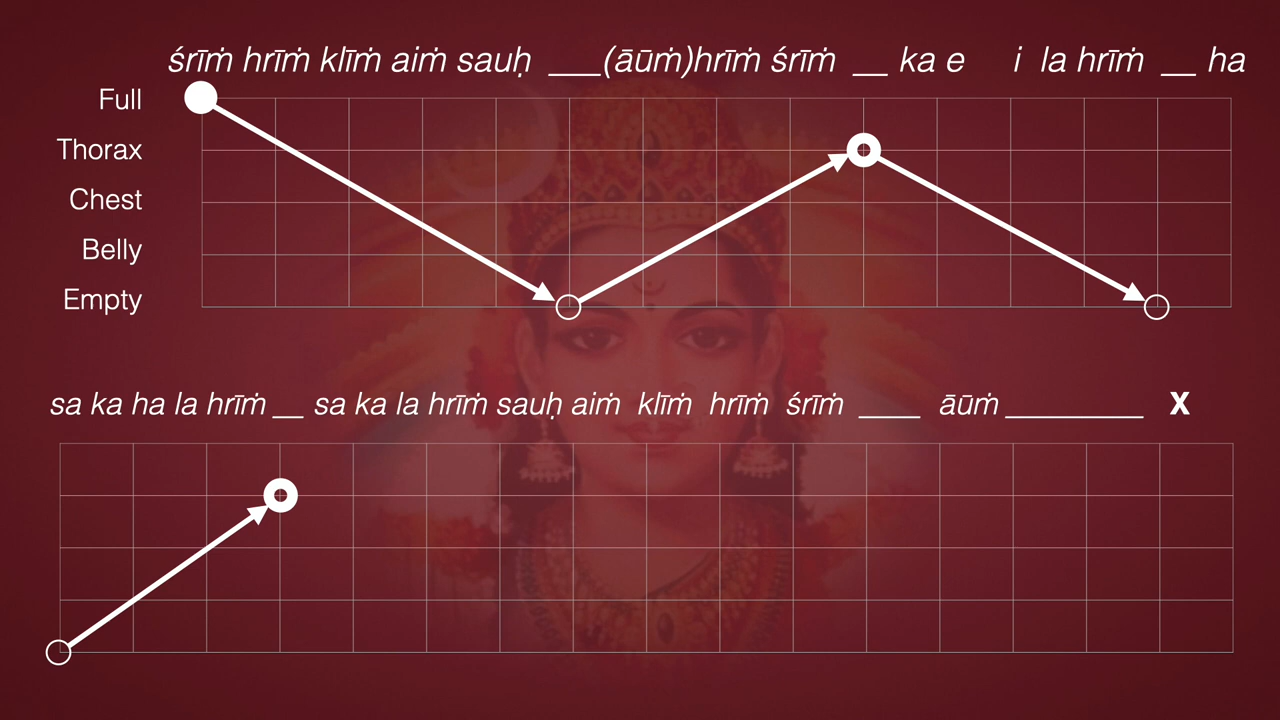 śrīṁ hrīṁ klīṁ aiṁ sauḥ ___(āūṁ)hrīṁ śrīṁ __ ka e i la hrīṁ __ ha
Full
Thorax
Chest
Belly
Empty
sa ka ha la hrīṁ __ sa ka la hrīṁ sauḥ aiṁ klīṁ hrīṁ śrīṁ ____ āūṁ _________ X